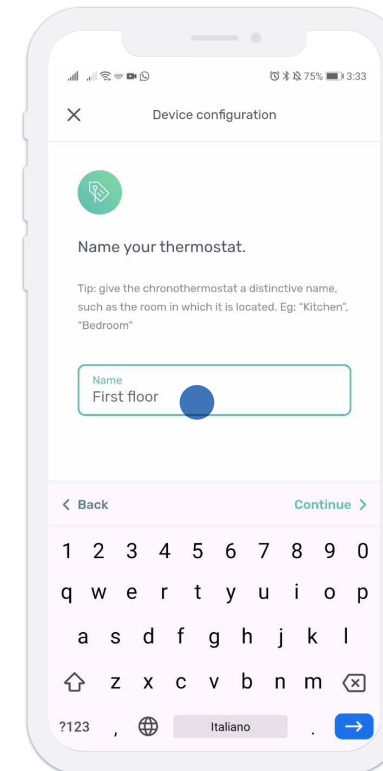 75% 3:33
Device configuration
Name your thermostat.
Tip: give the chronothermostat a distinctive name,
such as the room in which it is located. Eg: "Kitchen",
"Bedroom"
Name
First floor
Back Continue
1 2 3 4 5 6 7 8 9 0
q w e r t y u i o p
a s d f g h j k l
z x c v b n m
?123 , Italiano .